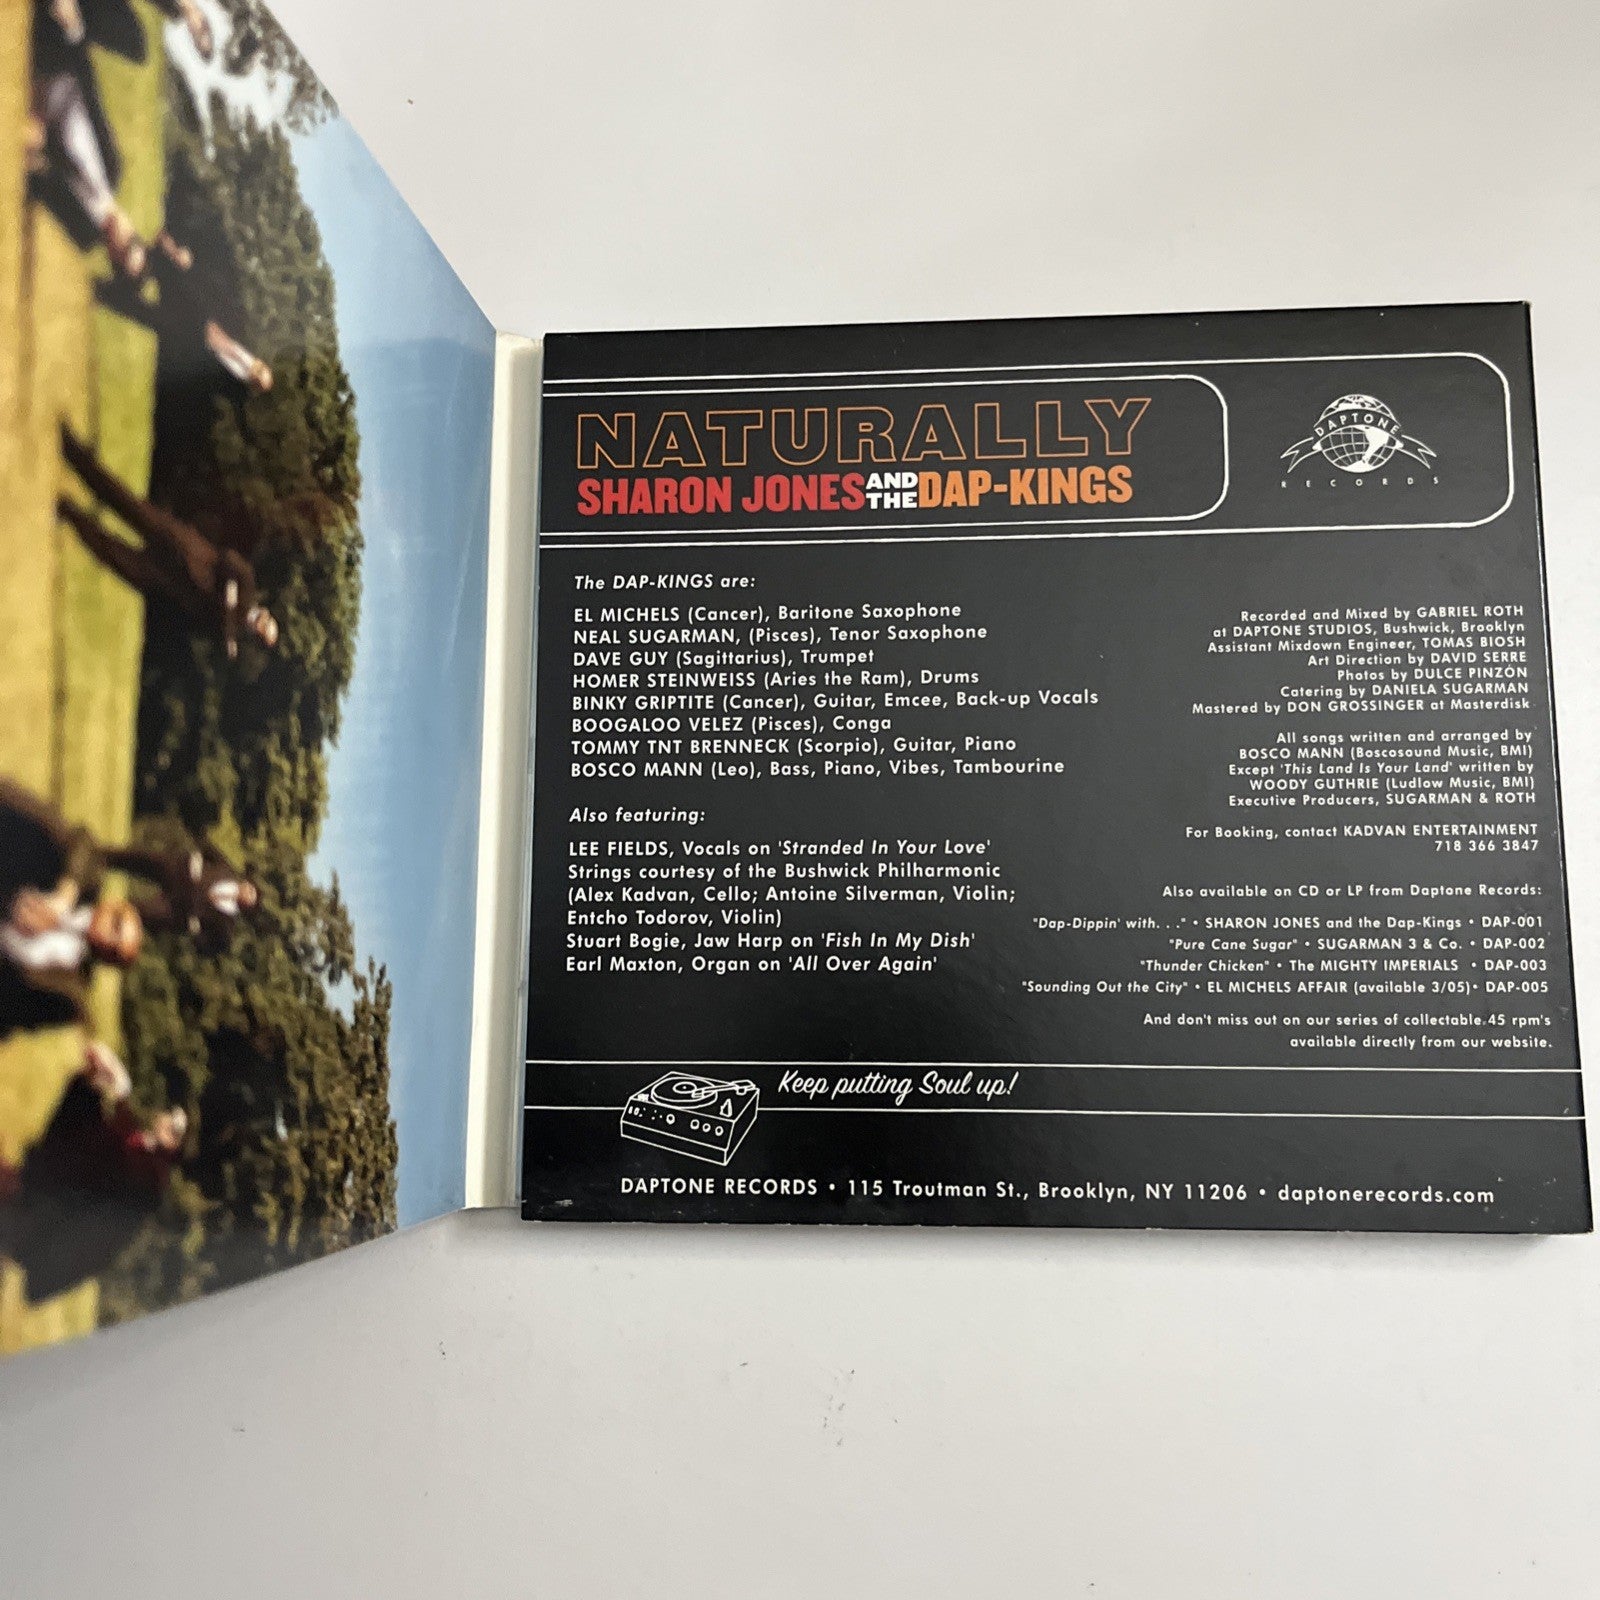 NATURALLY
SHARON JONES AND THE DAP-KINGS
DAPTONE
RECORDS
The DAP-KINGS are:
EL MICHELS (Cancer), Baritone Saxophone
NEAL SUGARMAN, (Pisces), Tenor Saxophone
DAVE GUY (Sagittarius), Trumpet
HOMER STEINWEISS (Aries the Ram), Drums
BINKY GRIPTITE (Cancer), Guitar, Emcee, Back-up Vocals
BOOGALOO VELEZ (Pisces), Conga
TOMMY TNT BRENNECK (Scorpio), Guitar, Piano
BOSCO MANN (Leo), Bass, Piano, Vibes, Tambourine
Also featuring:
LEE FIELDS, Vocals on 'Stranded In Your Love'
Strings courtesy of the Bushwick Philharmonic
(Alex Kadvan, Cello; Antoine Silverman, Violin;
Entcho Todorov, Violin)
Stuart Bogie, Jaw Harp on 'Fish In My Dish'
Earl Maxton, Organ on 'All Over Again'
Recorded and Mixed by GABRIEL ROTH
at DAPTONE STUDIOS, Bushwick, Brooklyn
Assistant Mixdown Engineer, TOMAS BIOSH
Art Direction by DAVID SERRE
Photos by DULCE PINZÓN
Catering by DANIELA SUGARMAN
Mastered by DON GROSSINGER at Masterdisk
All songs written and arranged by
BOSCO MANN (Boscosound Music, BMI)
Except 'This Land Is Your Land' written by
WOODY GUTHRIE (Ludlow Music, BMI)
Executive Producers, SUGARMAN & ROTH
For Booking, contact KADVAN ENTERTAINMENT
718 366 3847
Also available on CD or LP from Daptone Records:
"Dap-Dippin' with. . ." • SHARON JONES and the Dap-Kings • DAP-001
"Pure Cane Sugar" • SUGARMAN 3 & Co. • DAP-002
"Thunder Chicken" • The MIGHTY IMPERIALS • DAP-003
"Sounding Out the City" • EL MICHELS AFFAIR (available 3/05) • DAP-005
And don't miss out on our series of collectable 45 rpm's
available directly from our website.
Keep putting Soul up!
DAPTONE RECORDS • 115 Troutman St., Brooklyn, NY 11206 • daptonerecords.com